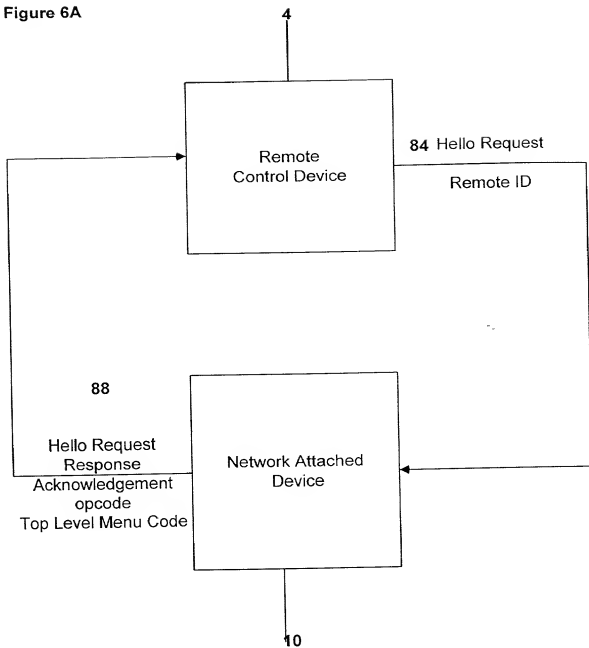 Figure 6A
4
Remote
Control Device
84 Hello Request
Remote ID
88
Hello Request
Response
Acknowledgement
opcode
Top Level Menu Code
Network Attached
Device
10